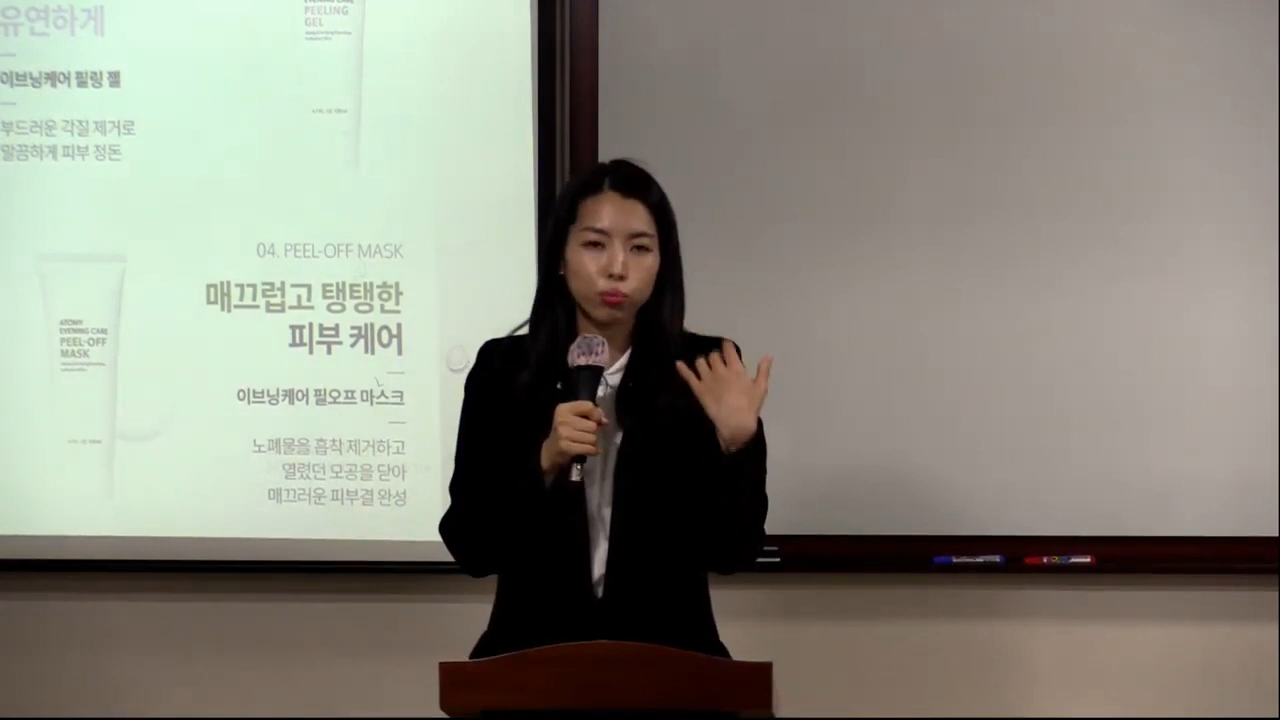 유연하게
이브닝케어 필링 젤
부드러운 각질 제거로
말끔하게 피부 정돈
EVENING CARE
PEELING
GEL
04. PEEL-OFF MASK
매끄럽고 탱탱한
피부 케어
이브닝케어 필오프 마스크
노폐물을 흡착 제거하고
열렸던 모공을 닫아
매끄러운 피부결 완성
ATOMY
EVENING CARE
PEEL-OFF
MASK